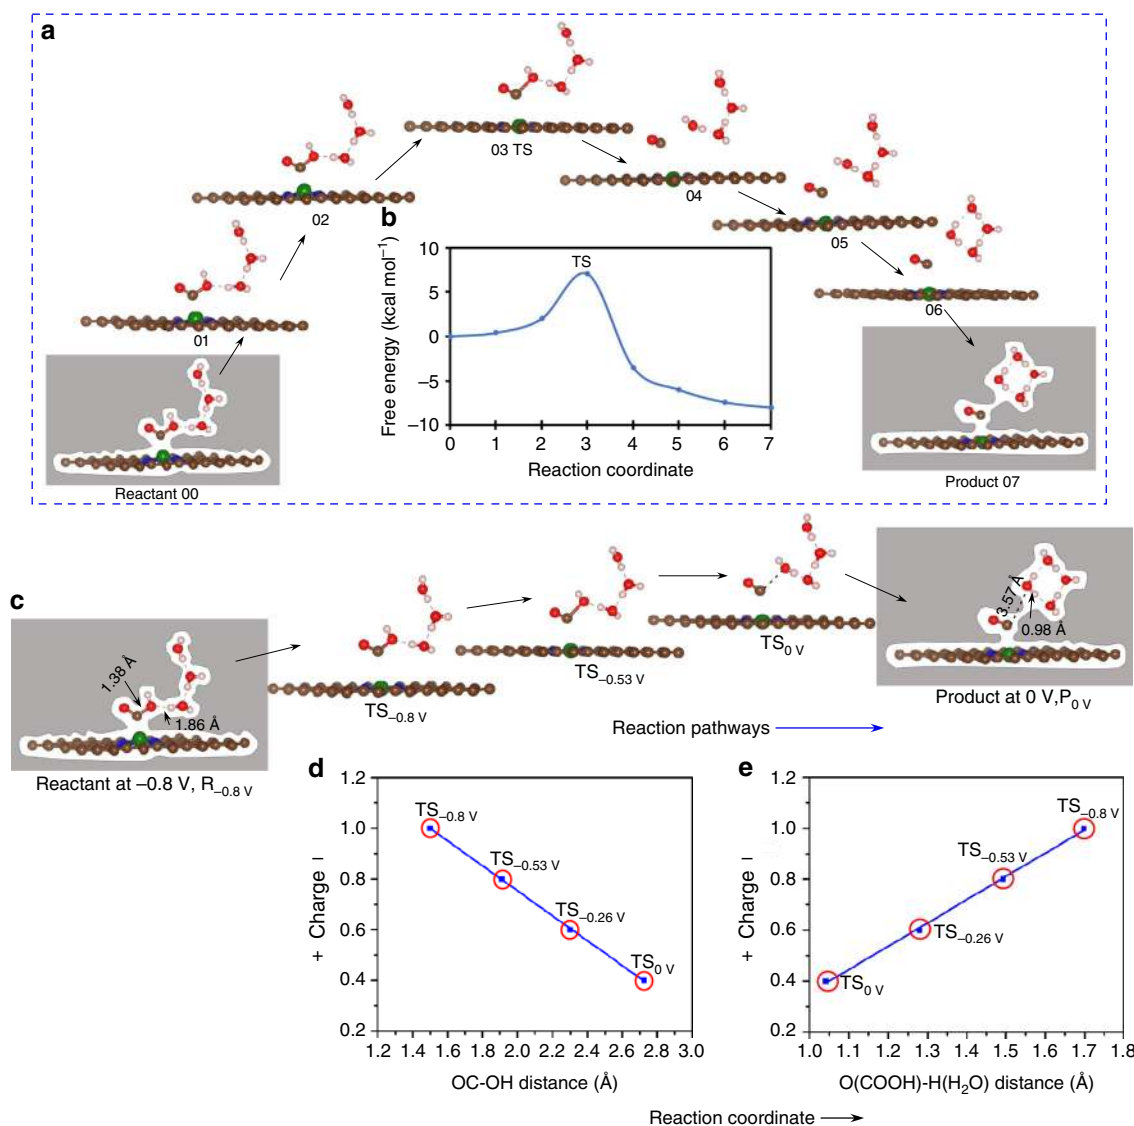 a
03 TS
02
04
01
05
06
b
Free energy (kcal mol⁻¹)
10
5
0
−5
−10
TS
0 1 2 3 4 5 6 7
Reaction coordinate
Reactant 00
Product 07
c
1.38 Å
1.86 Å
Reactant at −0.8 V, R₋₀.₈ V
TS₋₀.₈ V
TS₋₀.₅₃ V
TS₀ V
3.57 Å
0.98 Å
Product at 0 V,P₀ V
Reaction pathways
d
+ Charge −
1.2
1.0
0.8
0.6
0.4
0.2
TS₋₀.₈ V
TS₋₀.₅₃ V
TS₋₀.₂₆ V
TS₀ V
1.2 1.5 1.8 2.1 2.4 2.7 3.0
OC-OH distance (Å)
e
+ Charge −
1.2
1.0
0.8
0.6
0.4
0.2
TS₋₀.₈ V
TS₋₀.₅₃ V
TS₋₀.₂₆ V
TS₀ V
1.0 1.1 1.2 1.3 1.4 1.5 1.6 1.7 1.8
O(COOH)-H(H₂O) distance (Å)
Reaction coordinate